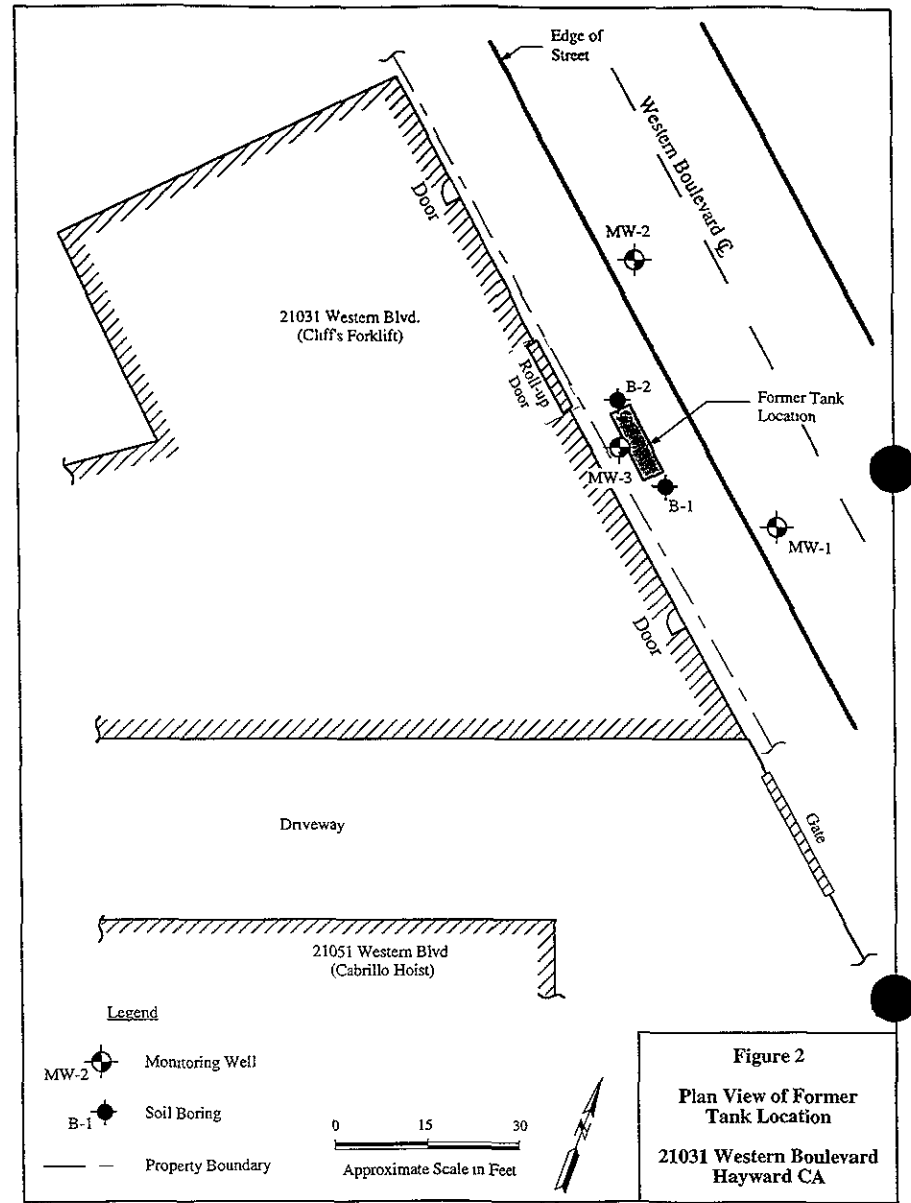 Edge of
Street
Western Boulevard ℄
Door
MW-2
21031 Western Blvd.
(Cliff's Forklift)
Roll-up
Door
B-2
Former Tank
Location
MW-3
B-1
MW-1
Door
Driveway
Gate
21051 Western Blvd
(Cabrillo Hoist)
Legend
MW-2 Monitoring Well
B-1 Soil Boring
Property Boundary
0 15 30
Approximate Scale in Feet
N
Figure 2
Plan View of Former
Tank Location
21031 Western Boulevard
Hayward CA